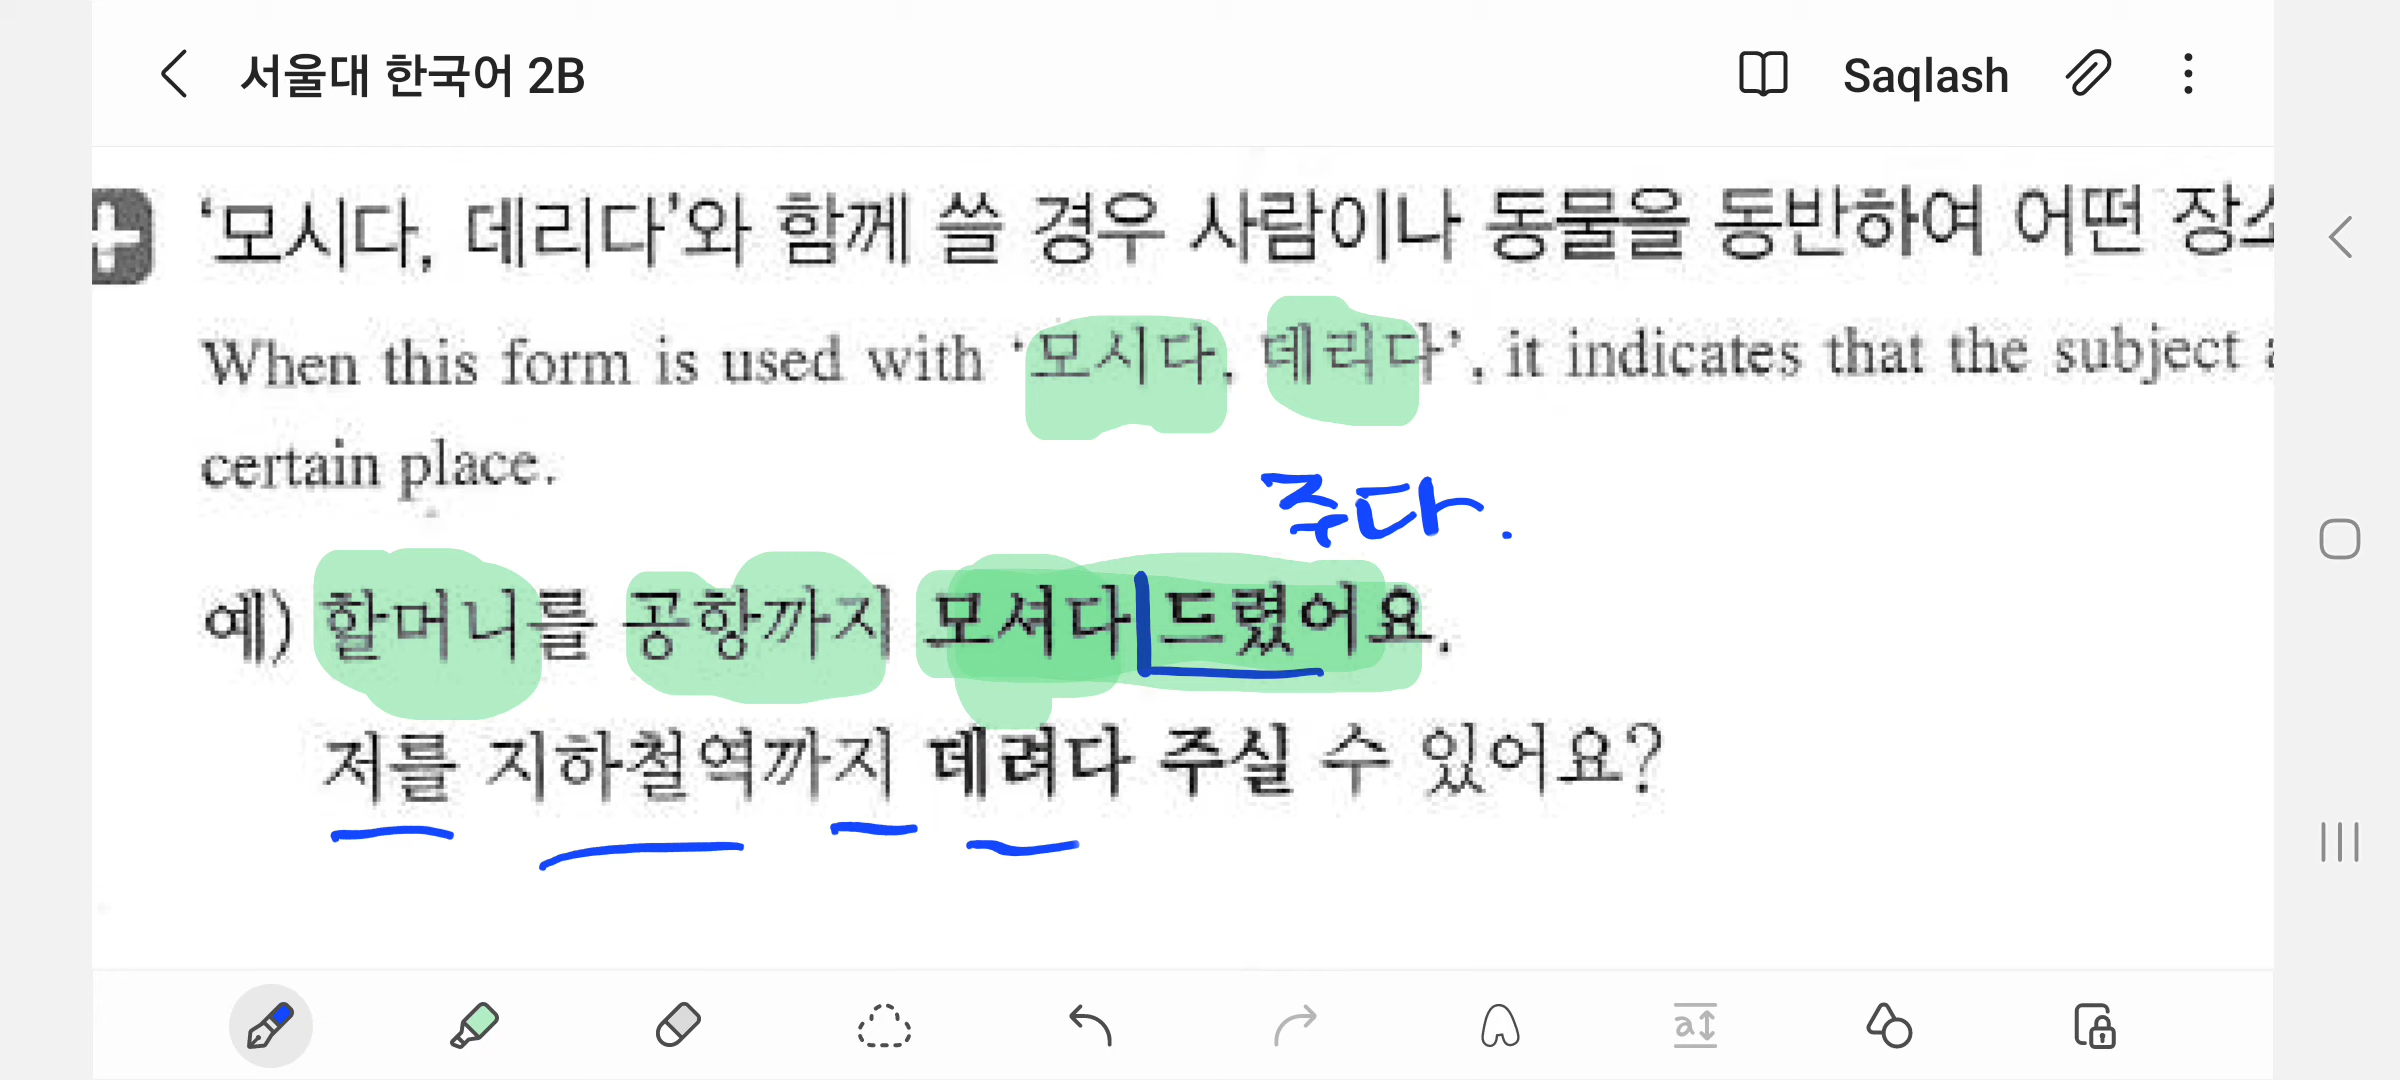 서울대 한국어 2B
Saqlash
'모시다, 데리다'와 함께 쓸 경우 사람이나 동물을 동반하여 어떤 장소
When this form is used with '모시다, 데리다', it indicates that the subject a
certain place.
주다.
예) 할머니를 공항까지 모셔다 드렸어요.
저를 지하철역까지 데려다 주실 수 있어요?